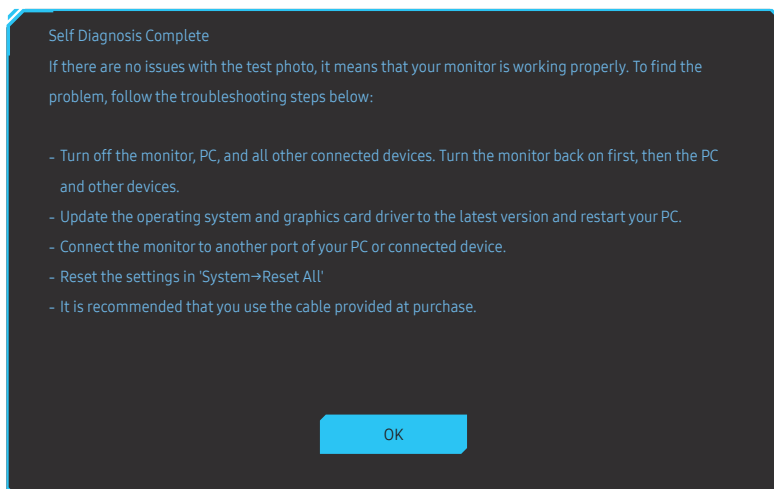 Self Diagnosis Complete
If there are no issues with the test photo, it means that your monitor is working properly. To find the
problem, follow the troubleshooting steps below:
- Turn off the monitor, PC, and all other connected devices. Turn the monitor back on first, then the PC
and other devices.
- Update the operating system and graphics card driver to the latest version and restart your PC.
- Connect the monitor to another port of your PC or connected device.
- Reset the settings in 'System→Reset All'
- It is recommended that you use the cable provided at purchase.
OK